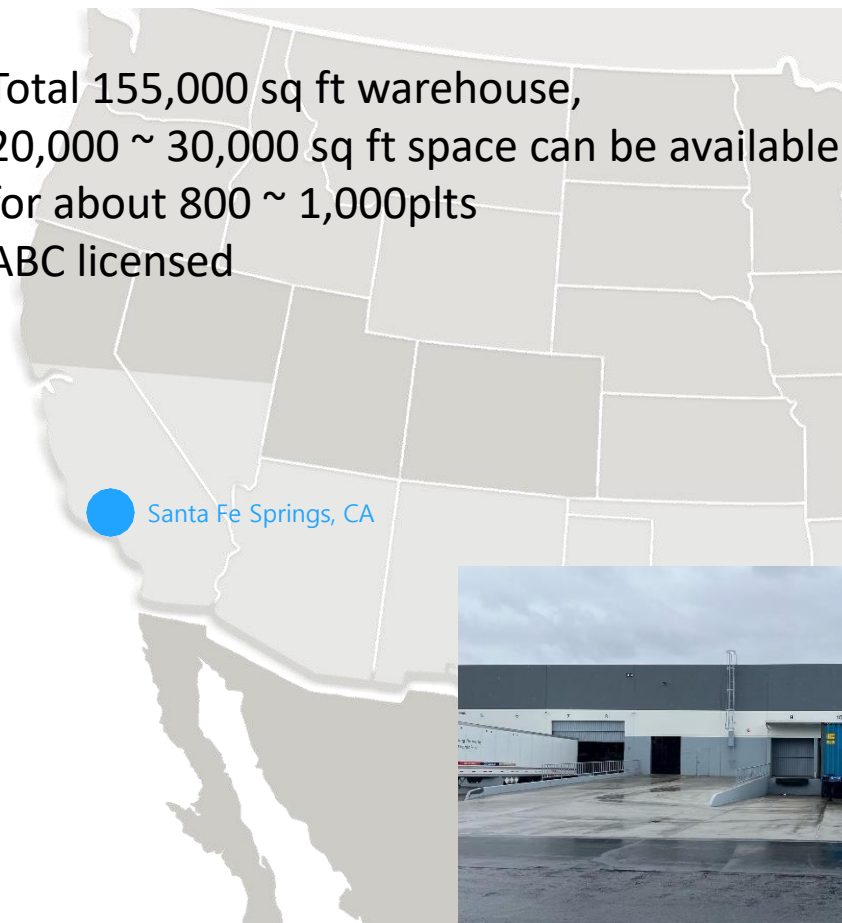 Total 155,000 sq ft warehouse,
20,000 ~ 30,000 sq ft space can be available
for about 800 ~ 1,000plts
ABC licensed
Santa Fe Springs, CA